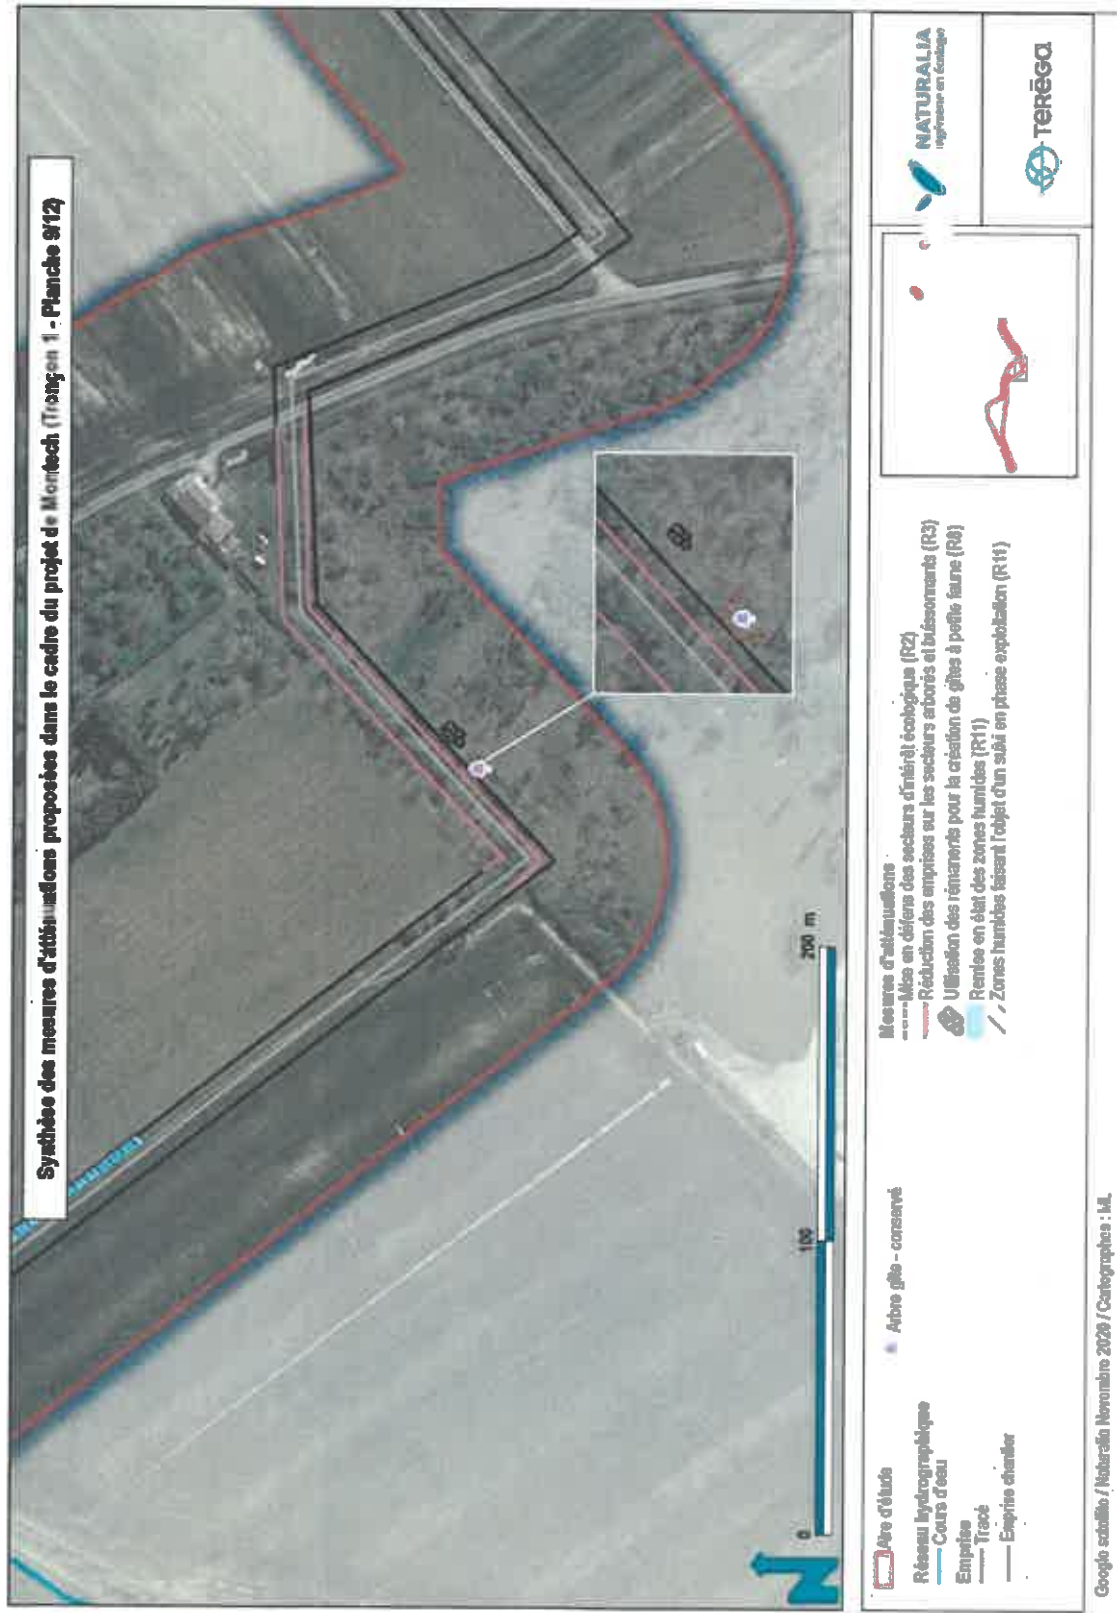 Synthèse des mesures d'atténuations proposées dans le cadre du projet de Montech (Tronçon 1 - Planche 9/12)
0 100 200 m
N
Aire d'étude
Réseau hydrographique
Cours d'eau
Emprise
Tracé
Emprise chantier
Arbre gîte - conservé
Mesures d'atténuations
Mise en défens des secteurs d'intérêt écologique (R2)
Réduction des emprises sur les secteurs arborés et buissonnants (R3)
Utilisation des rémanents pour la création de gîtes à petite faune (R8)
Remise en état des zones humides (R11)
Zones humides faisant l'objet d'un suivi en phase exploitation (R11)
NATURALIA
Ingénierie en écologie
TERÉGA
Google satellite / Naturalia Novembre 2020 / Cartographes : ML